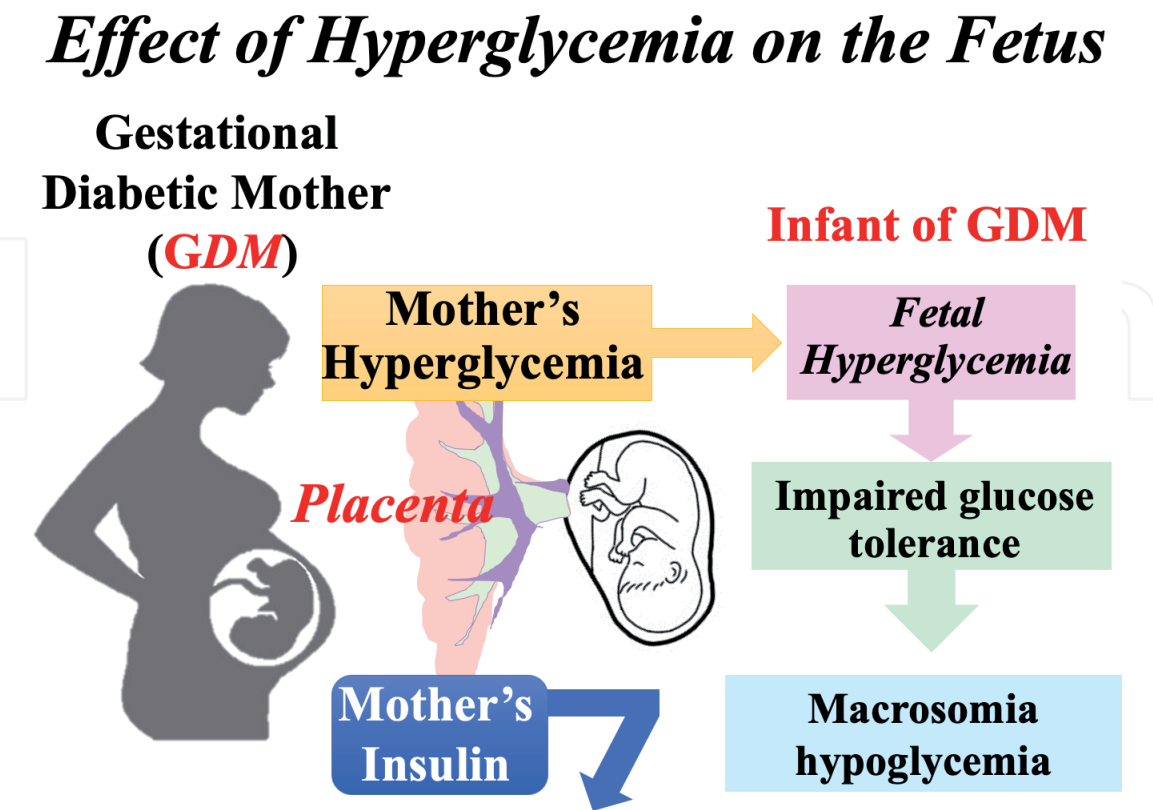 Effect of Hyperglycemia on the Fetus
Gestational
Diabetic Mother
(GDM)
Infant of GDM
Mother’s
Hyperglycemia
Fetal
Hyperglycemia
Placenta
Impaired glucose
tolerance
Mother’s
Insulin
Macrosomia
hypoglycemia